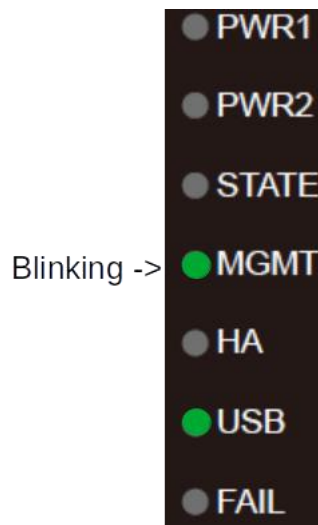 PWR1
PWR2
STATE
Blinking -> MGMT
HA
USB
FAIL